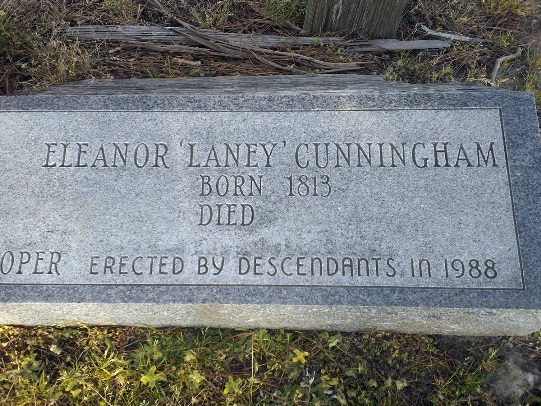 ELEANOR 'LANEY' CUNNINGHAM
BORN 1813
DIED
OPER ERECTED BY DESCENDANTS IN 1988